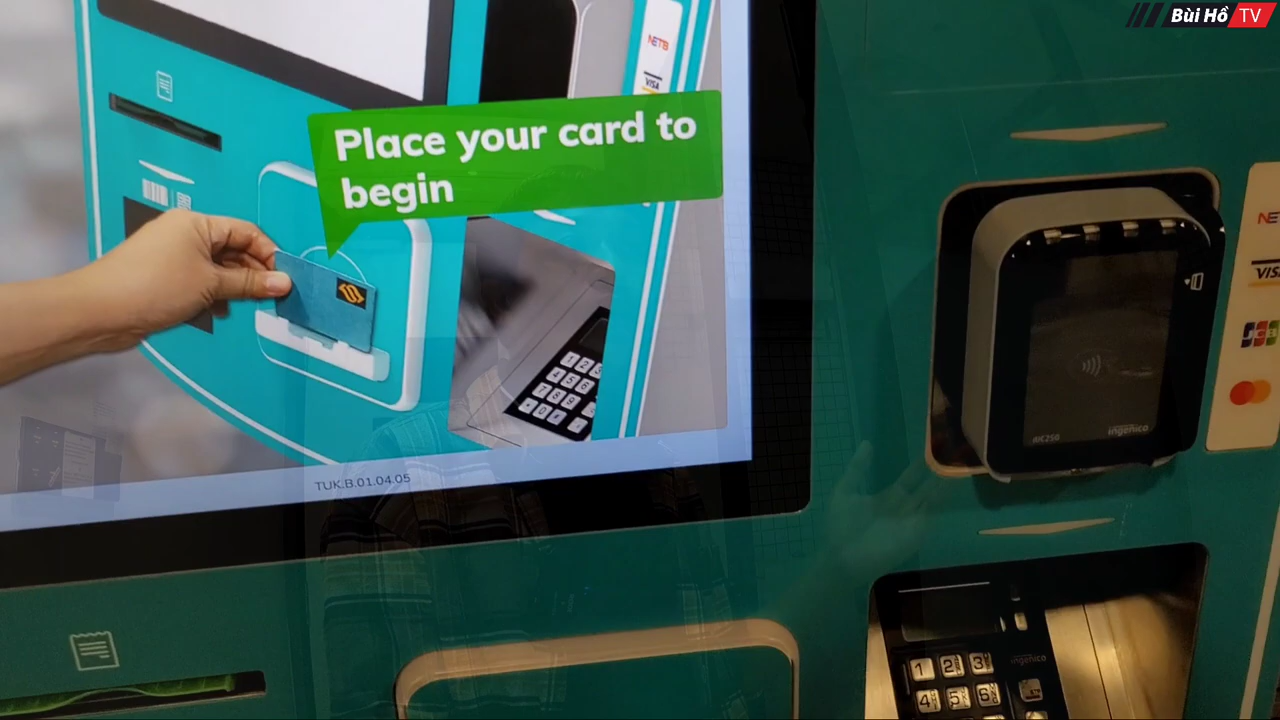 Bùi Hồ TV
NETS
VISA
Place your card to
begin
NETS
VISA
JCB
iUC250
ingenico
TUK.B.01.04.05
ingenico
1 2 3
4 5 6